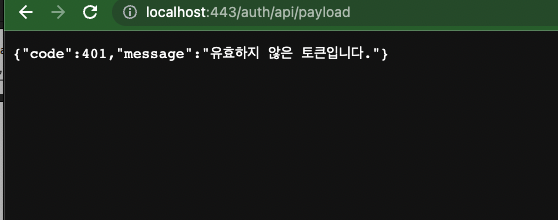 localhost:443/auth/api/payload
{"code":401,"message":"유효하지 않은 토큰입니다."}